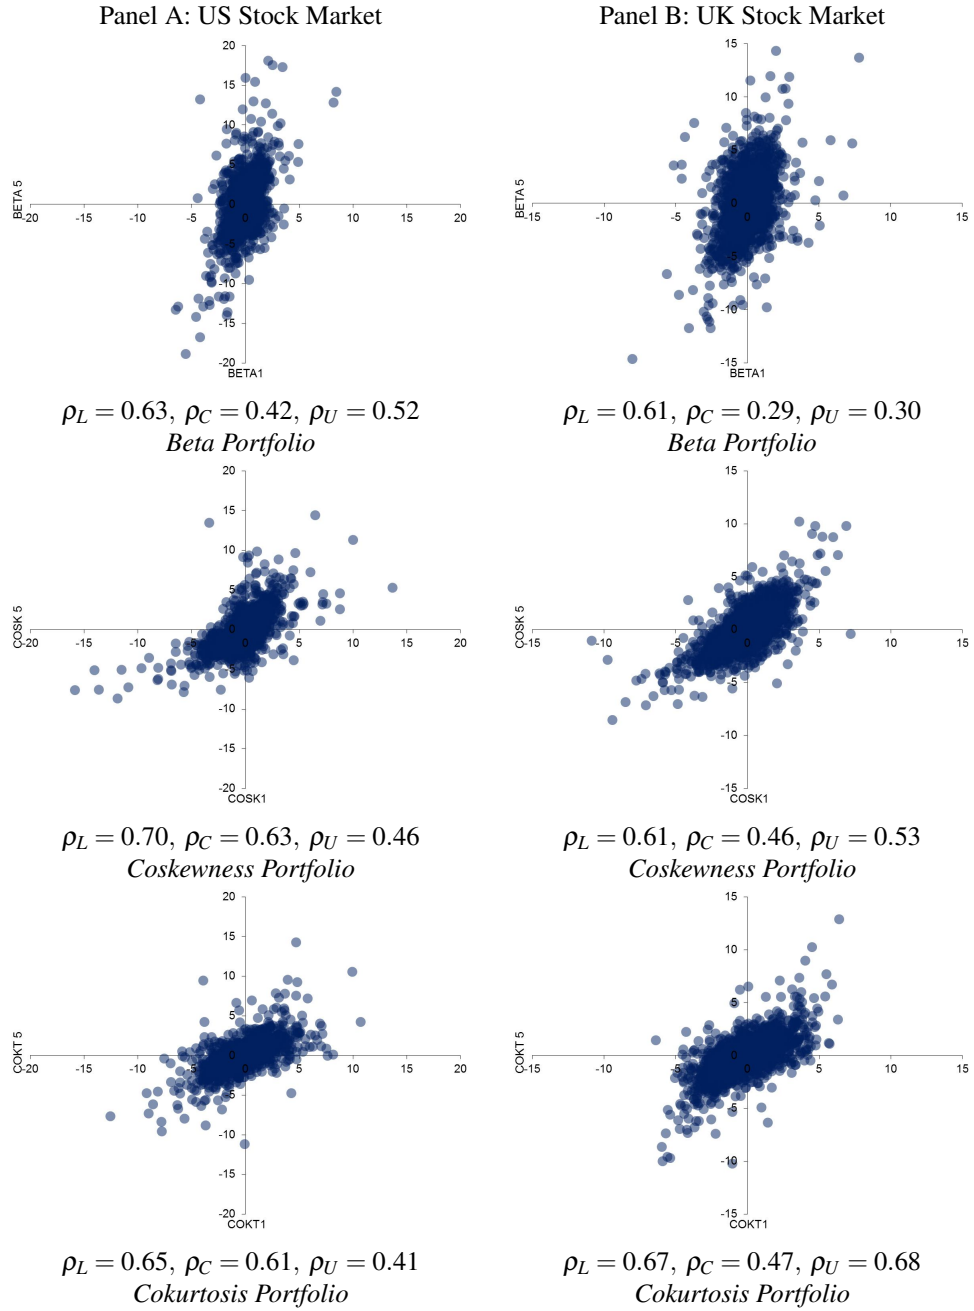 Panel A: US Stock Market
20
15
10
5
0
-20 -15 -10 -5 0 5 10 15 20
-5
-10
-15
-20
BETA 5
BETA1
ρL = 0.63, ρC = 0.42, ρU = 0.52
Beta Portfolio
Panel B: UK Stock Market
15
10
5
0
-15 -10 -5 0 5 10 15
-5
-10
-15
BETA 5
BETA1
ρL = 0.61, ρC = 0.29, ρU = 0.30
Beta Portfolio
20
15
10
5
0
-20 -15 -10 -5 0 5 10 15 20
-5
-10
-15
-20
COSK 5
COSK1
ρL = 0.70, ρC = 0.63, ρU = 0.46
Coskewness Portfolio
15
10
5
0
-15 -10 -5 0 5 10 15
-5
-10
-15
COSK 5
COSK1
ρL = 0.61, ρC = 0.46, ρU = 0.53
Coskewness Portfolio
20
15
10
5
0
-20 -15 -10 -5 0 5 10 15 20
-5
-10
-15
-20
COKT 5
COKT1
ρL = 0.65, ρC = 0.61, ρU = 0.41
Cokurtosis Portfolio
15
10
5
0
-15 -10 -5 0 5 10 15
-5
-10
-15
COKT 5
COKT1
ρL = 0.67, ρC = 0.47, ρU = 0.68
Cokurtosis Portfolio